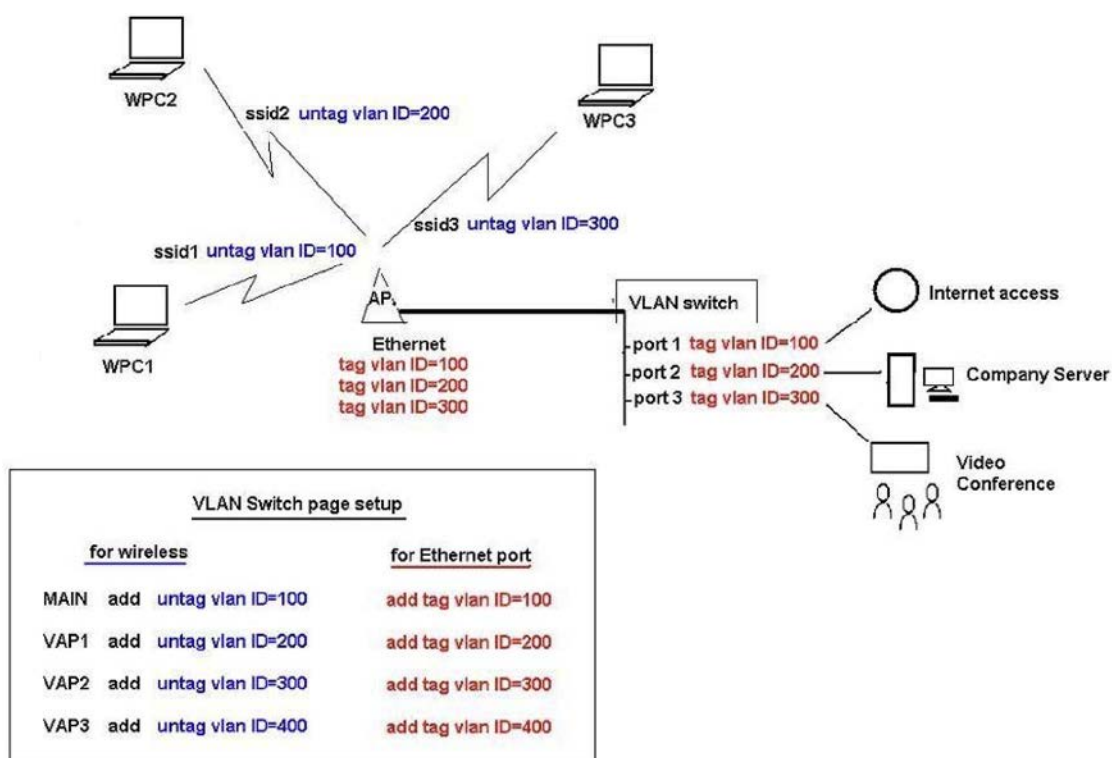 WPC2
WPC3
ssid2 untag vlan ID=200
ssid3 untag vlan ID=300
ssid1 untag vlan ID=100
WPC1
AP
Ethernet
tag vlan ID=100
tag vlan ID=200
tag vlan ID=300
VLAN switch
port 1 tag vlan ID=100
port 2 tag vlan ID=200
port 3 tag vlan ID=300
Internet access
Company Server
Video
Conference
VLAN Switch page setup
for wireless
for Ethernet port
MAIN add untag vlan ID=100 add tag vlan ID=100
VAP1 add untag vlan ID=200 add tag vlan ID=200
VAP2 add untag vlan ID=300 add tag vlan ID=300
VAP3 add untag vlan ID=400 add tag vlan ID=400